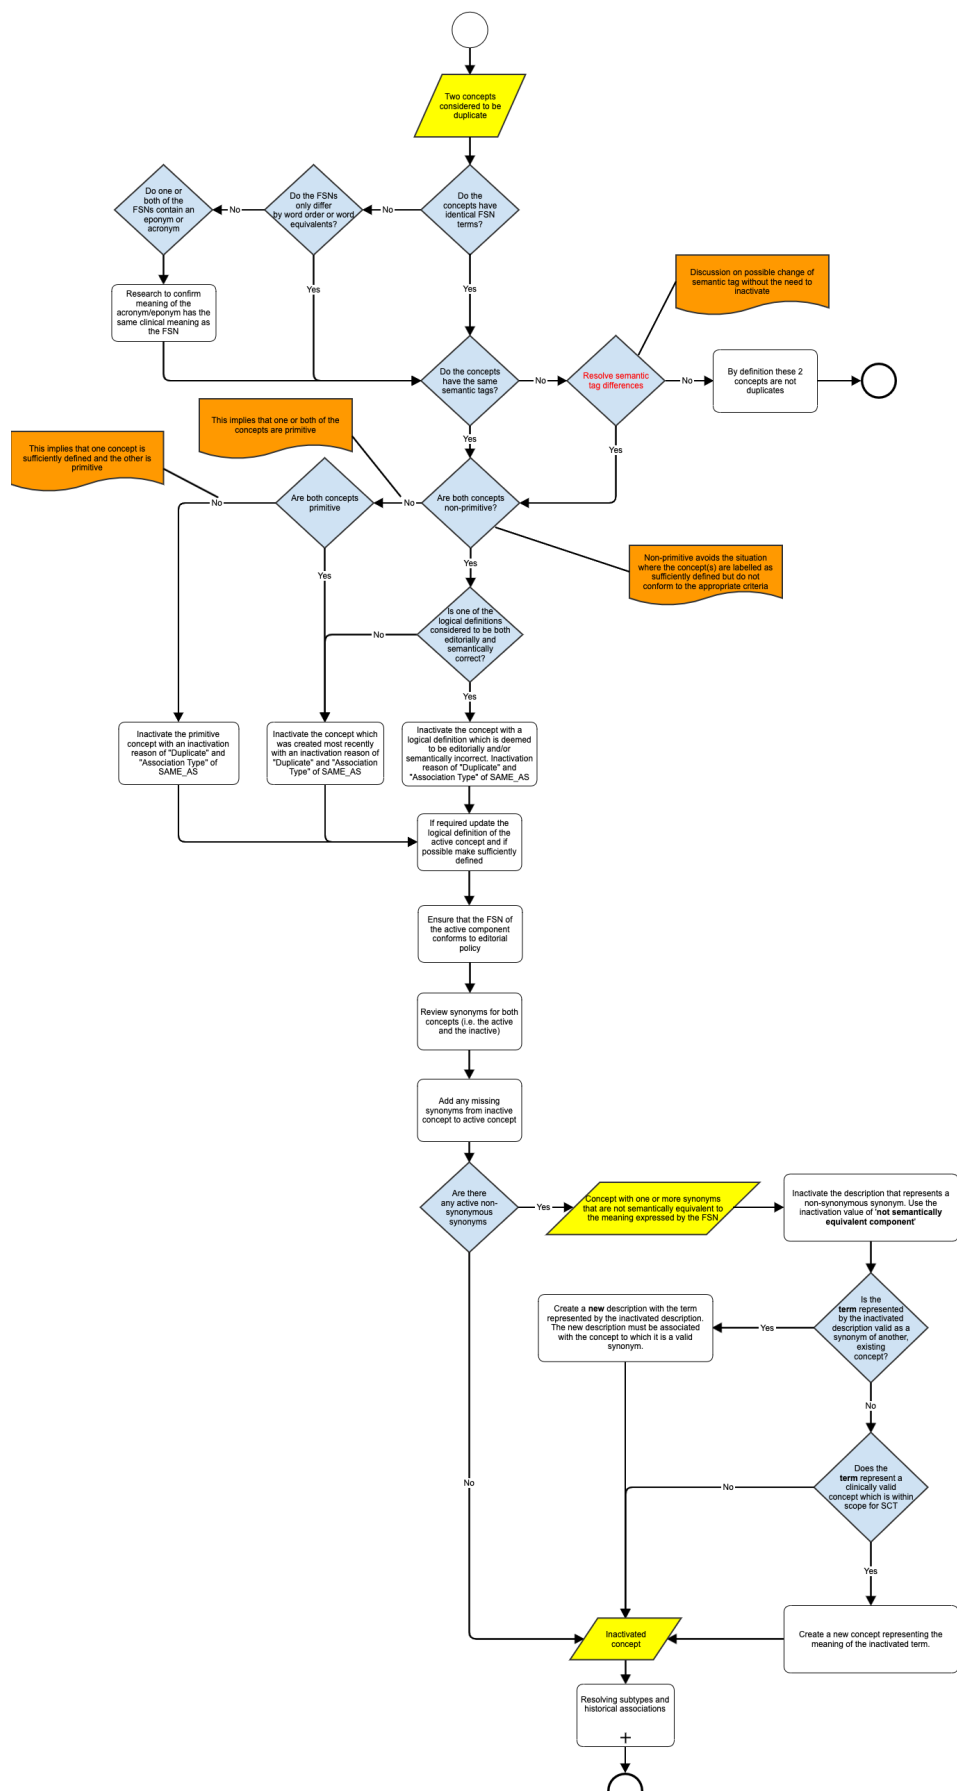 Two concepts
considered to be
duplicate
Do one or
both of the
FSNs contain an
eponym or
acronym
No
Do the FSNs
only differ
by word order or word
equivalents?
No
Do the
concepts have
identical FSN
terms?
Yes
Yes
Research to confirm
meaning of the
acronym/eponym has the
same clinical meaning as
the FSN
Discussion on possible change of
semantic tag without the need to
inactivate
Do the concepts
have the same
semantic tags?
No
Resolve semantic
tag differences
No
By definition these 2
concepts are not
duplicates
This implies that one or both of the
concepts are primitive
Yes
Yes
This implies that one concept is
sufficiently defined and the other is
primitive
No
Are both concepts
primitive
No
Are both concepts
non-primitive?
Non-primitive avoids the situation
where the concept(s) are labelled as
sufficiently defined but do not
conform to the appropriate criteria
Yes
Yes
Is one of the
logical definitions
considered to be both
editorially and
semantically
correct?
No
Yes
Inactivate the primitive
concept with an inactivation
reason of "Duplicate" and
"Association Type" of
SAME_AS
Inactivate the concept which
was created most recently
with an inactivation reason of
"Duplicate" and "Association
Type" of SAME_AS
Inactivate the concept with a
logical definition which is deemed
to be editorially and/or
semantically incorrect. Inactivation
reason of "Duplicate" and
"Association Type" of SAME_AS
If required update the
logical definition of the
active concept and if
possible make sufficiently
defined
Ensure that the FSN of
the active component
conforms to editorial
policy
Review synonyms for both
concepts (i.e. the active
and the inactive)
Add any missing
synonyms from inactive
concept to active concept
Are there
any active non-
synonymous
synonyms
Yes
Concept with one or more synonyms
that are not semantically equivalent to
the meaning expressed by the FSN
Inactivate the description that represents a
non-synonymous synonym. Use the
inactivation value of 'not semantically
equivalent component'
Create a new description with the term
represented by the inactivated description.
The new description must be associated
with the concept to which it is a valid
synonym.
Yes
Is the
term represented
by the inactivated
description valid as a
synonym of another,
existing
concept?
No
Does the
term represent a
clinically valid
concept which is within
scope for SCT
No
No
Yes
Inactivated
concept
Create a new concept representing the
meaning of the inactivated term.
Resolving subtypes and
historical associations